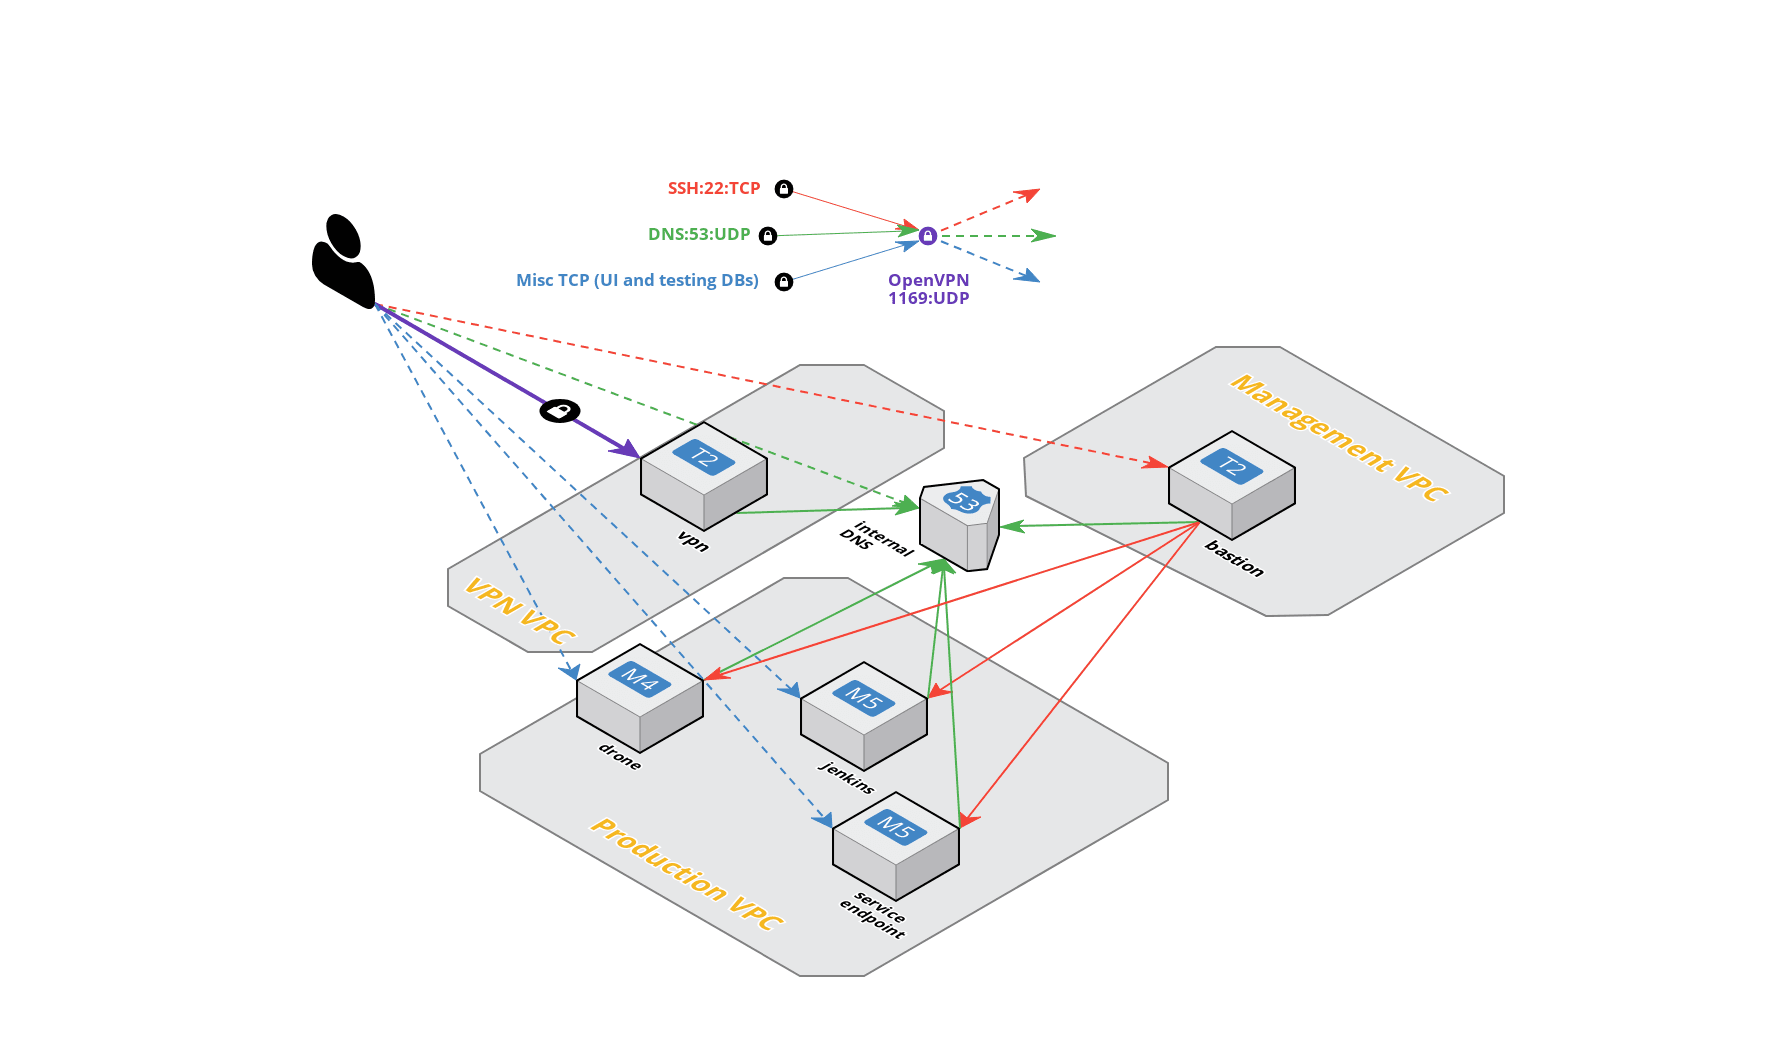 SSH:22:TCP
DNS:53:UDP
Misc TCP (UI and testing DBs)
OpenVPN
1169:UDP
Management VPC
T2
T2
53
vpn
internal
DNS
bastion
VPN VPC
M4
M5
drone
jenkins
M5
Production VPC
service
endpoint